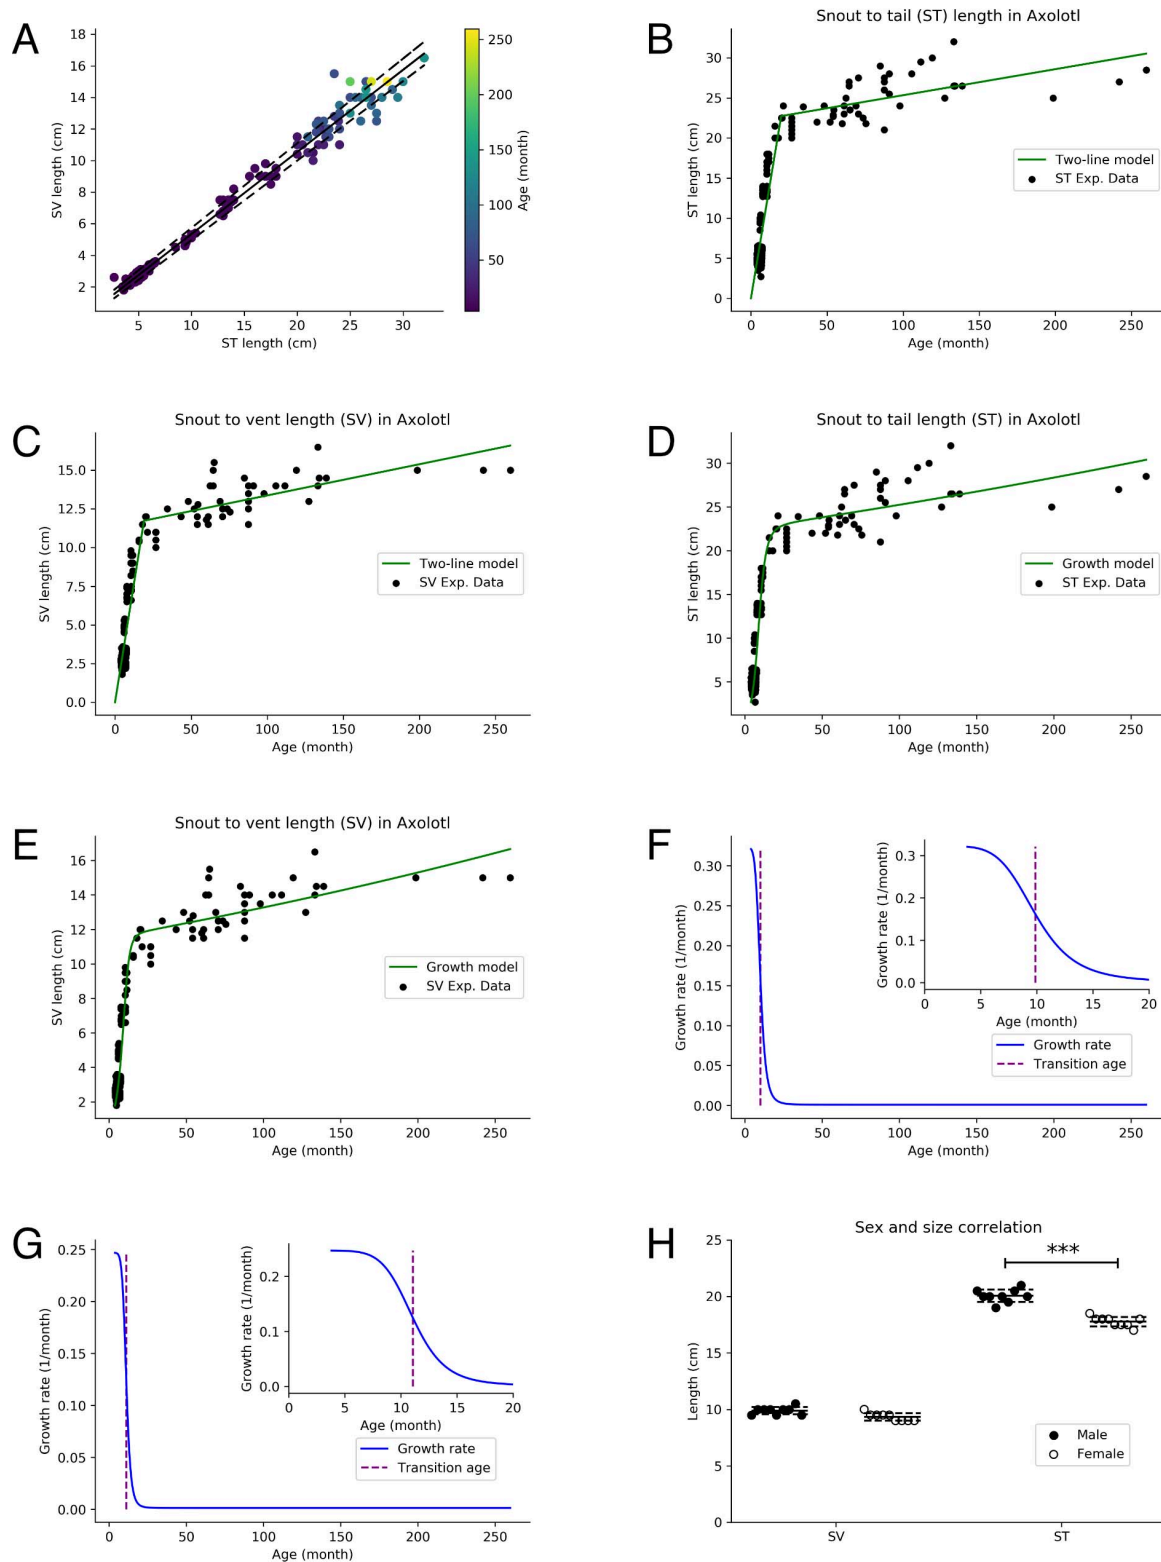 A
18
16
14
12
10
8
6
4
2
SV length (cm)
5
10
15
20
25
30
ST length (cm)
250
200
150
100
50
Age (month)
B
Snout to tail (ST) length in Axolotl
30
25
20
15
10
5
0
ST length (cm)
Two-line model
ST Exp. Data
0
50
100
150
200
250
Age (month)
C
Snout to vent length (SV) in Axolotl
15.0
12.5
10.0
7.5
5.0
2.5
0.0
SV length (cm)
Two-line model
SV Exp. Data
0
50
100
150
200
250
Age (month)
D
Snout to tail length (ST) in Axolotl
30
25
20
15
10
5
ST length (cm)
Growth model
ST Exp. Data
0
50
100
150
200
250
Age (month)
E
Snout to vent length (SV) in Axolotl
16
14
12
10
8
6
4
2
SV length (cm)
Growth model
SV Exp. Data
0
50
100
150
200
250
Age (month)
F
0.30
0.25
0.20
0.15
0.10
0.05
0.00
Growth rate (1/month)
0.3
0.2
0.1
0.0
Growth rate (1/month)
0
5
10
15
20
Age (month)
Growth rate
Transition age
0
50
100
150
200
250
Age (month)
G
0.25
0.20
0.15
0.10
0.05
0.00
Growth rate (1/month)
0.2
0.1
0.0
Growth rate (1/month)
0
5
10
15
20
Age (month)
Growth rate
Transition age
0
50
100
150
200
250
Age (month)
H
Sex and size correlation
25
20
15
10
5
0
Length (cm)
***
Male
Female
SV
ST